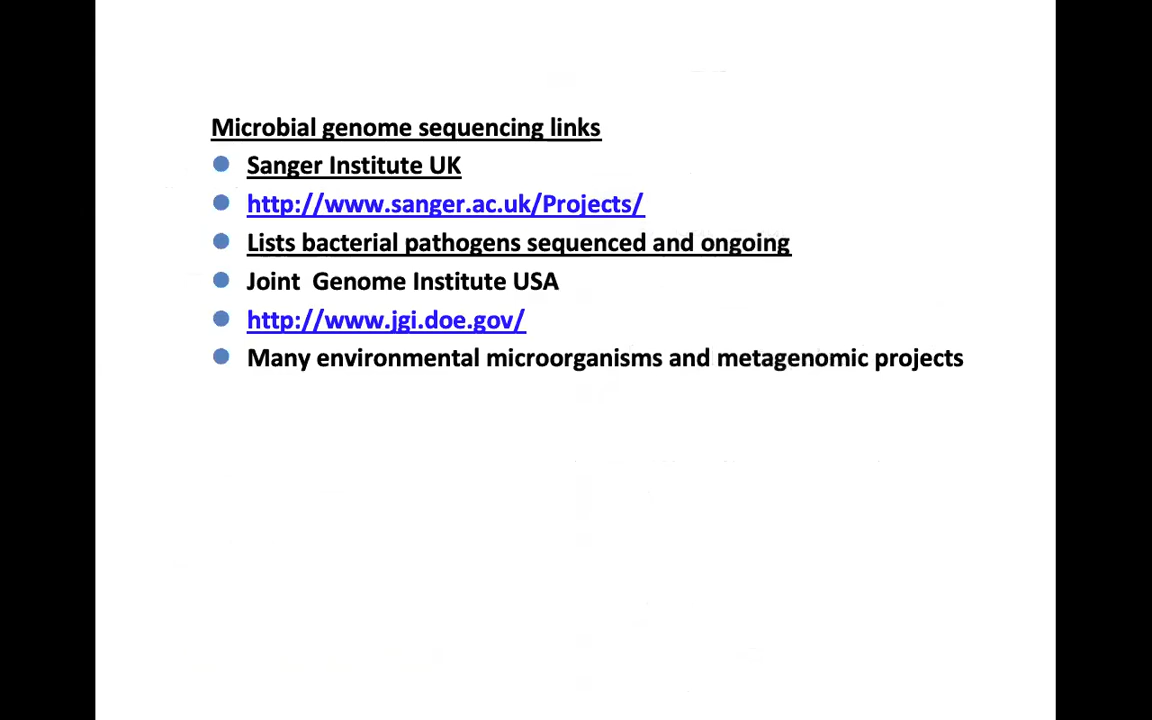 Microbial genome sequencing links
Sanger Institute UK
http://www.sanger.ac.uk/Projects/
Lists bacterial pathogens sequenced and ongoing
Joint  Genome Institute USA
http://www.jgi.doe.gov/
Many environmental microorganisms and metagenomic projects